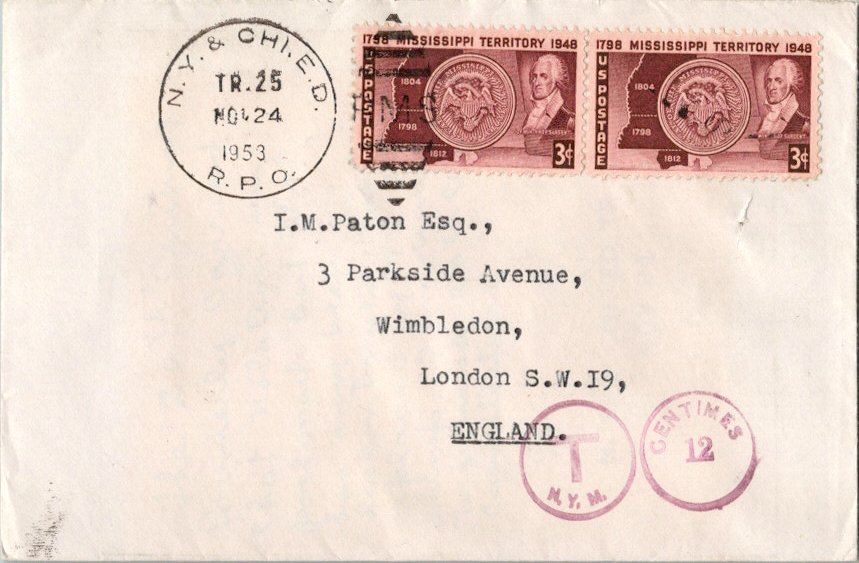 N.Y. & CHI. E.D.
TR. 25
NOV 24
1953
R.P.O.
RMS
1798 MISSISSIPPI TERRITORY 1948
US POSTAGE
1804
1798
1812
3¢
1798 MISSISSIPPI TERRITORY 1948
US POSTAGE
1804
1798
1812
3¢
I.M.Paton Esq.,
3 Parkside Avenue,
Wimbledon,
London S.W.I9,
ENGLAND.
T
N.Y.M.
CENTIMES
12